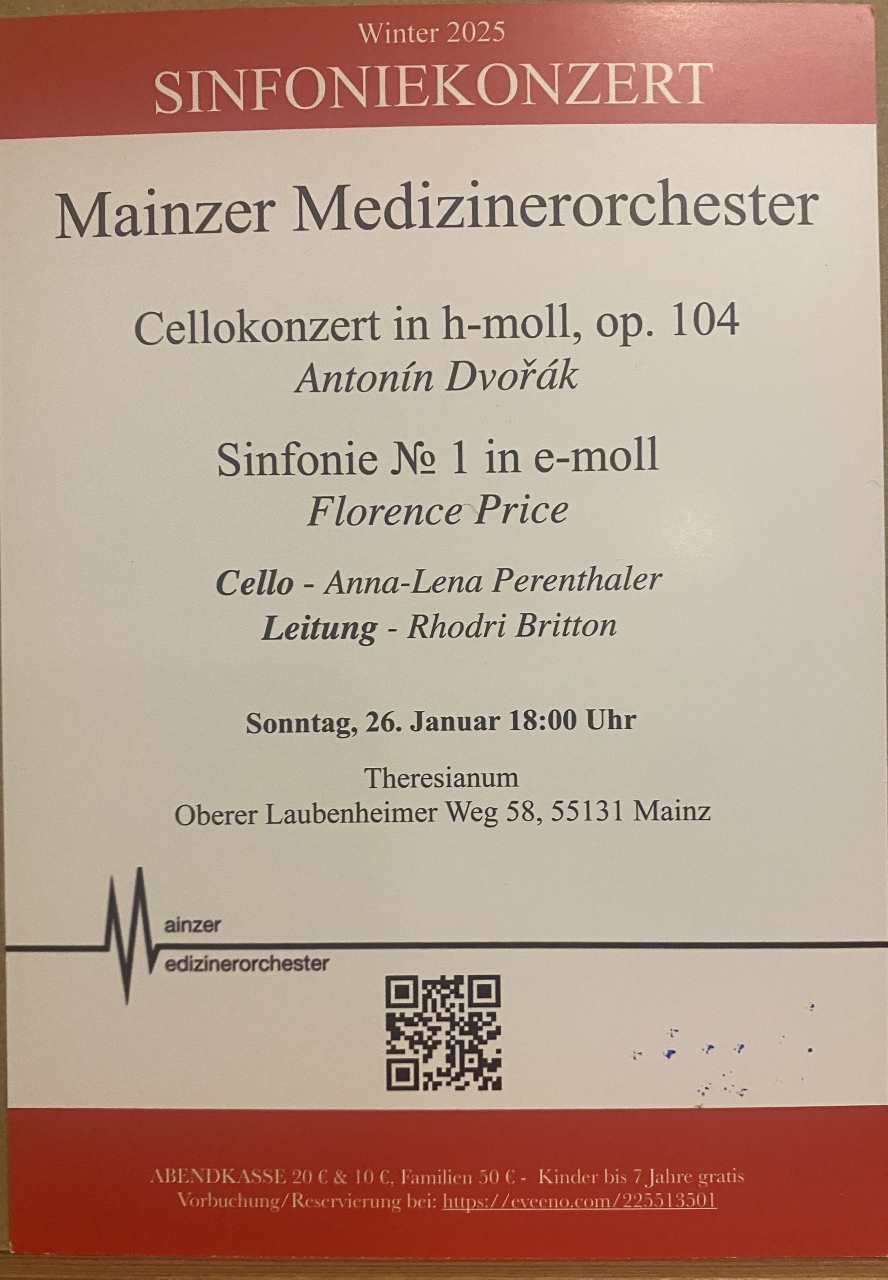 Winter 2025
SINFONIEKONZERT
Mainzer Medizinerorchester
Cellokonzert in h-moll, op. 104
Antonín Dvořák
Sinfonie № 1 in e-moll
Florence Price
Cello - Anna-Lena Perenthaler
Leitung - Rhodri Britton
Sonntag, 26. Januar 18:00 Uhr
Theresianum
Oberer Laubenheimer Weg 58, 55131 Mainz
Mainzer
Medizinerorchester
ABENDKASSE 20 € & 10 €, Familien 50 € - Kinder bis 7 Jahre gratis
Vorbuchung/Reservierung bei: https://eveeno.com/225513501